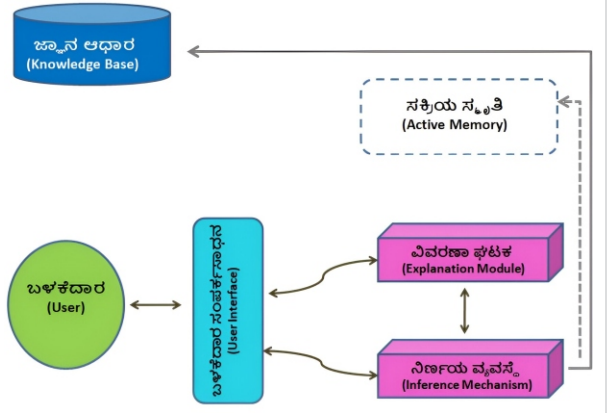 ಜ್ಞಾನ ಆಧಾರ
(Knowledge Base)
ಸಕ್ರಿಯ ಸ್ಮೃತಿ
(Active Memory)
ಬಳಕೆದಾರ
(User)
ಬಳಕೆದಾರ ಸಂಪರ್ಕಸಾಧನ
(User Interface)
ವಿವರಣಾ ಘಟಕ
(Explanation Module)
ನಿರ್ಣಯ ವ್ಯವಸ್ಥೆ
(Inference Mechanism)